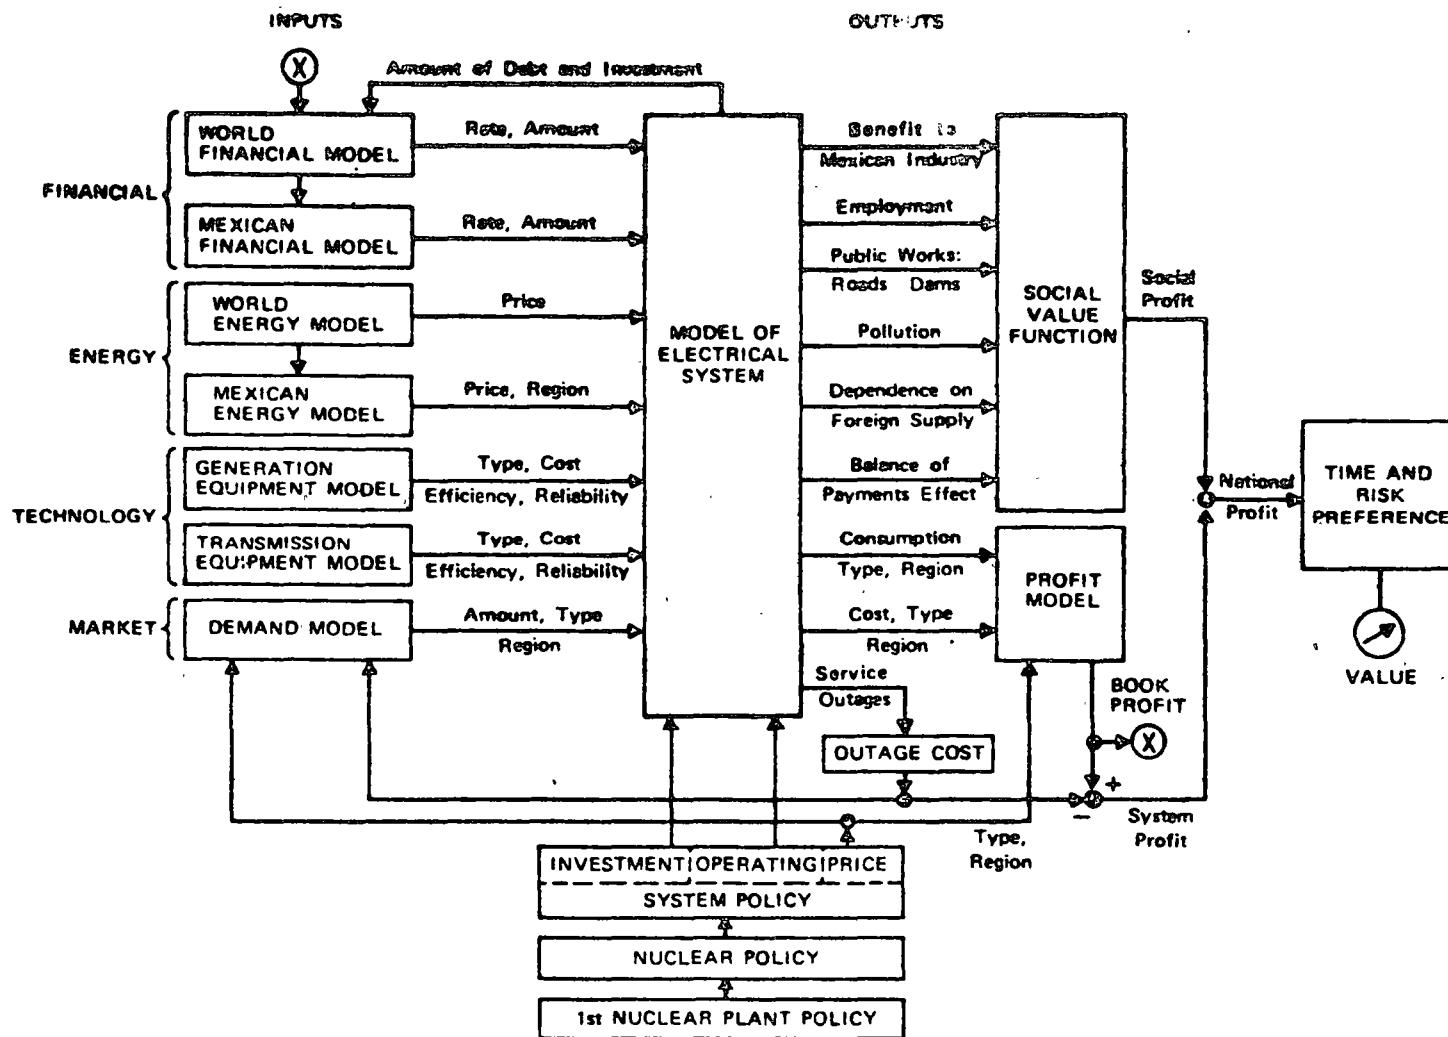 INPUTS
OUTPUTS
X
Amount of Debt and Investment
FINANCIAL
WORLD
FINANCIAL MODEL
Rate, Amount
MEXICAN
FINANCIAL MODEL
Rate, Amount
ENERGY
WORLD
ENERGY MODEL
Price
MEXICAN
ENERGY MODEL
Price, Region
TECHNOLOGY
GENERATION
EQUIPMENT MODEL
Type, Cost
Efficiency, Reliability
TRANSMISSION
EQUIPMENT MODEL
Type, Cost
Efficiency, Reliability
MARKET
DEMAND MODEL
Amount, Type
Region
MODEL OF
ELECTRICAL
SYSTEM
Benefit to
Mexican Industry
Employment
Public Works:
Roads Dams
Pollution
Dependence on
Foreign Supply
Balance of
Payments Effect
Consumption
Type, Region
Cost, Type
Region
Service
Outages
OUTAGE COST
SOCIAL
VALUE
FUNCTION
Social
Profit
PROFIT
MODEL
BOOK
PROFIT
X
+
−
System
Profit
Type,
Region
National
Profit
TIME AND
RISK
PREFERENCE
VALUE
INVESTMENT OPERATING PRICE
SYSTEM POLICY
NUCLEAR POLICY
1st NUCLEAR PLANT POLICY